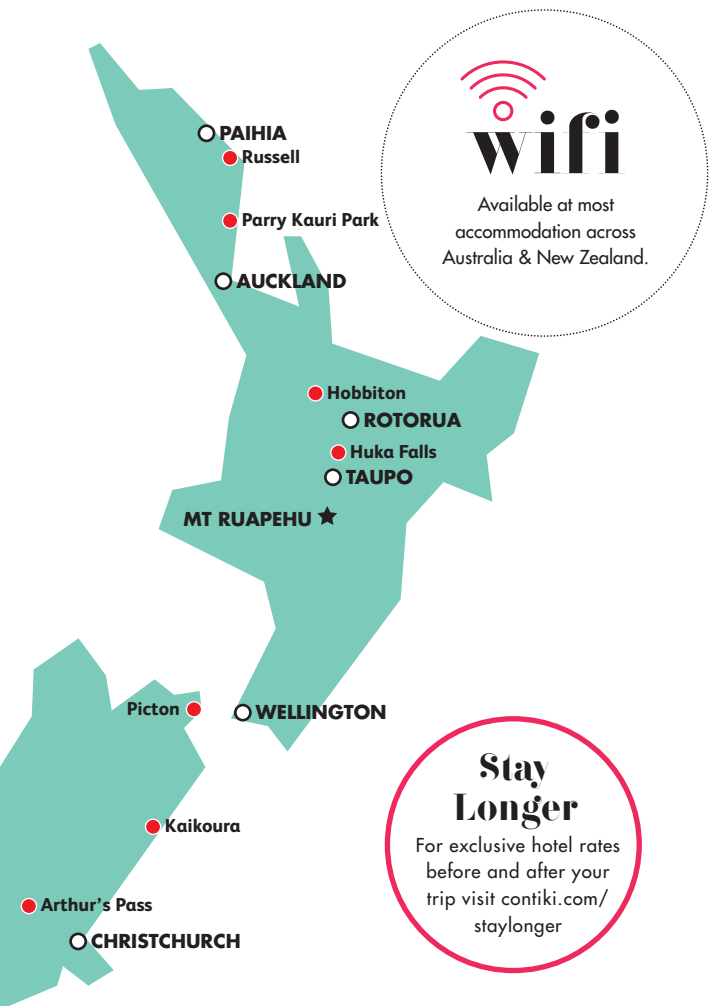 PAIHIA
Russell
Parry Kauri Park
AUCKLAND
wifi
Available at most
accommodation across
Australia & New Zealand.
Hobbiton
ROTORUA
Huka Falls
TAUPO
MT RUAPEHU
Picton
WELLINGTON
Kaikoura
Arthur's Pass
CHRISTCHURCH
Stay
Longer
For exclusive hotel rates
before and after your
trip visit contiki.com/
staylonger